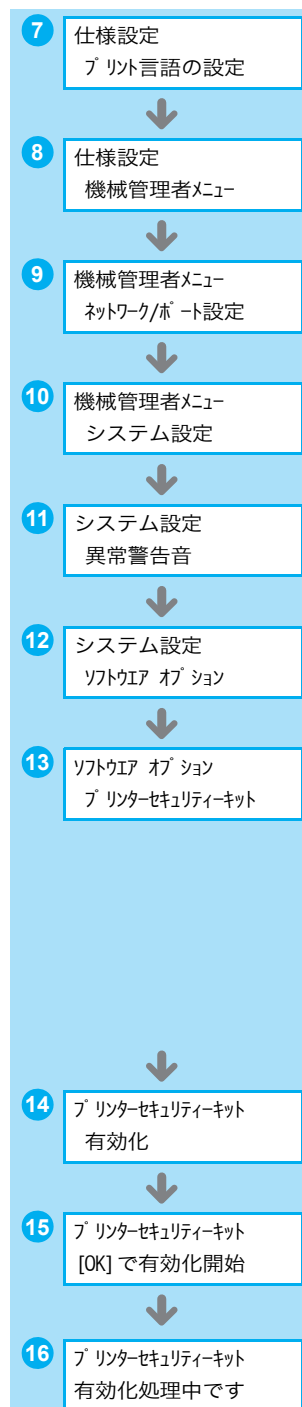 7
仕様設定
ﾌﾟﾘﾝﾄ言語の設定
8
仕様設定
機械管理者ﾒﾆｭｰ
9
機械管理者ﾒﾆｭｰ
ﾈｯﾄﾜｰｸ/ﾎﾟｰﾄ設定
10
機械管理者ﾒﾆｭｰ
システム設定
11
システム設定
異常警告音
12
システム設定
ｿﾌﾄｳｴｱ ｵﾌﾟｼｮﾝ
13
ｿﾌﾄｳｴｱ ｵﾌﾟｼｮﾝ
ﾌﾟﾘﾝﾀｰｾｷｭﾘﾃｨｰｷｯﾄ
14
ﾌﾟﾘﾝﾀｰｾｷｭﾘﾃｨｰｷｯﾄ
有効化
15
ﾌﾟﾘﾝﾀｰｾｷｭﾘﾃｨｰｷｯﾄ
[OK] で有効化開始
16
ﾌﾟﾘﾝﾀｰｾｷｭﾘﾃｨｰｷｯﾄ
有効化処理中です